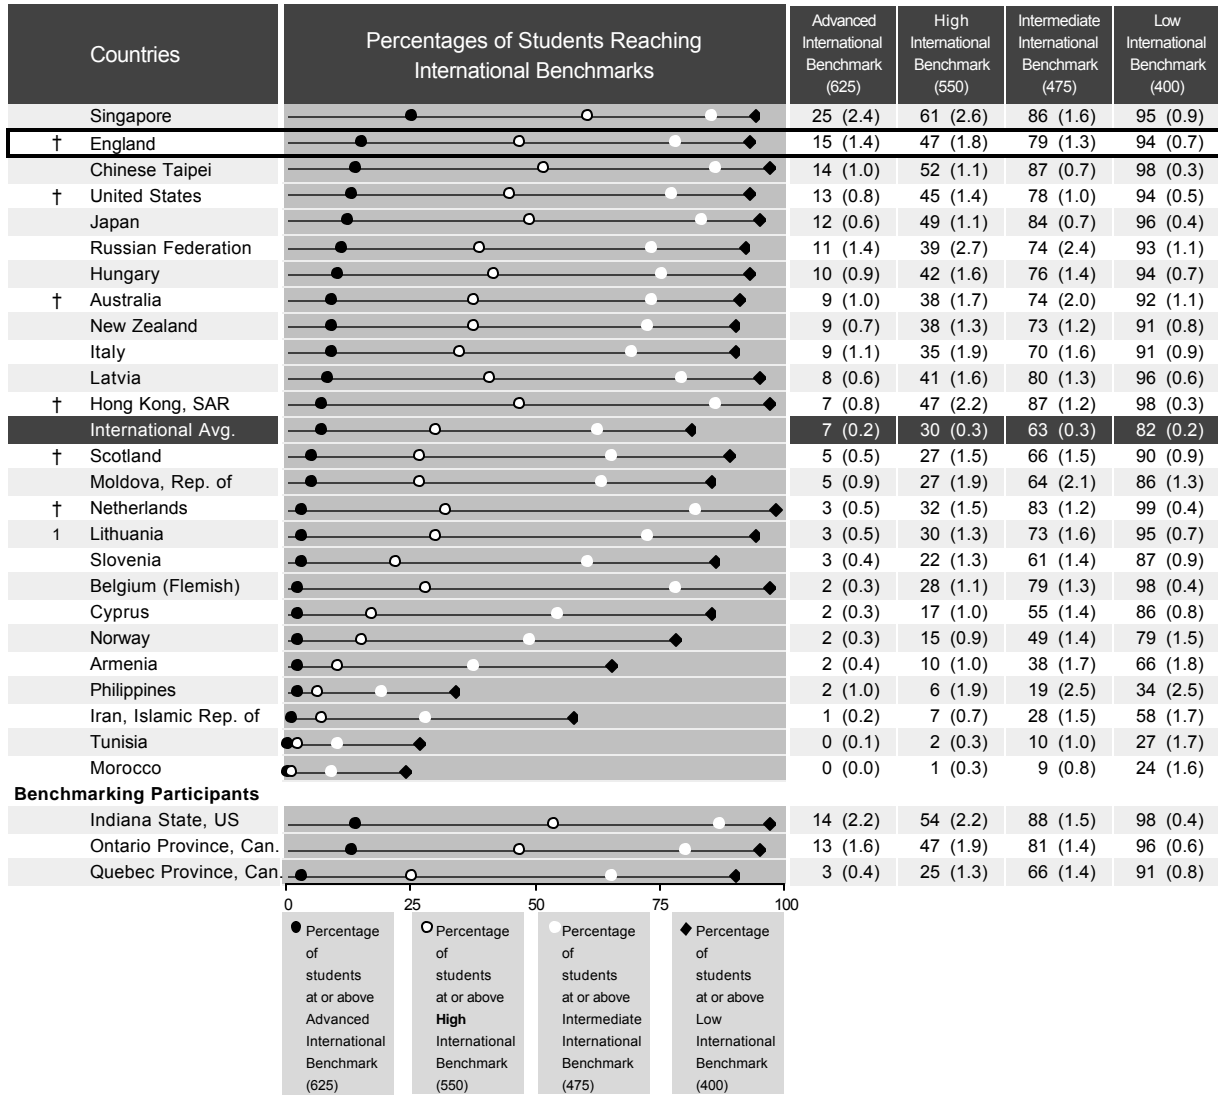 Countries
Percentages of Students Reaching
International Benchmarks
Advanced
International
Benchmark
(625)
High
International
Benchmark
(550)
Intermediate
International
Benchmark
(475)
Low
International
Benchmark
(400)
Singapore 25 (2.4) 61 (2.6) 86 (1.6) 95 (0.9)
† England 15 (1.4) 47 (1.8) 79 (1.3) 94 (0.7)
Chinese Taipei 14 (1.0) 52 (1.1) 87 (0.7) 98 (0.3)
† United States 13 (0.8) 45 (1.4) 78 (1.0) 94 (0.5)
Japan 12 (0.6) 49 (1.1) 84 (0.7) 96 (0.4)
Russian Federation 11 (1.4) 39 (2.7) 74 (2.4) 93 (1.1)
Hungary 10 (0.9) 42 (1.6) 76 (1.4) 94 (0.7)
† Australia 9 (1.0) 38 (1.7) 74 (2.0) 92 (1.1)
New Zealand 9 (0.7) 38 (1.3) 73 (1.2) 91 (0.8)
Italy 9 (1.1) 35 (1.9) 70 (1.6) 91 (0.9)
Latvia 8 (0.6) 41 (1.6) 80 (1.3) 96 (0.6)
† Hong Kong, SAR 7 (0.8) 47 (2.2) 87 (1.2) 98 (0.3)
International Avg. 7 (0.2) 30 (0.3) 63 (0.3) 82 (0.2)
† Scotland 5 (0.5) 27 (1.5) 66 (1.5) 90 (0.9)
Moldova, Rep. of 5 (0.9) 27 (1.9) 64 (2.1) 86 (1.3)
† Netherlands 3 (0.5) 32 (1.5) 83 (1.2) 99 (0.4)
1 Lithuania 3 (0.5) 30 (1.3) 73 (1.6) 95 (0.7)
Slovenia 3 (0.4) 22 (1.3) 61 (1.4) 87 (0.9)
Belgium (Flemish) 2 (0.3) 28 (1.1) 79 (1.3) 98 (0.4)
Cyprus 2 (0.3) 17 (1.0) 55 (1.4) 86 (0.8)
Norway 2 (0.3) 15 (0.9) 49 (1.4) 79 (1.5)
Armenia 2 (0.4) 10 (1.0) 38 (1.7) 66 (1.8)
Philippines 2 (1.0) 6 (1.9) 19 (2.5) 34 (2.5)
Iran, Islamic Rep. of 1 (0.2) 7 (0.7) 28 (1.5) 58 (1.7)
Tunisia 0 (0.1) 2 (0.3) 10 (1.0) 27 (1.7)
Morocco 0 (0.0) 1 (0.3) 9 (0.8) 24 (1.6)
Benchmarking Participants
Indiana State, US 14 (2.2) 54 (2.2) 88 (1.5) 98 (0.4)
Ontario Province, Can. 13 (1.6) 47 (1.9) 81 (1.4) 96 (0.6)
Quebec Province, Can. 3 (0.4) 25 (1.3) 66 (1.4) 91 (0.8)
0 25 50 75 100
Percentage
of
students
at or above
Advanced
International
Benchmark
(625)
Percentage
of
students
at or above
High
International
Benchmark
(550)
Percentage
of
students
at or above
Intermediate
International
Benchmark
(475)
Percentage
of
students
at or above
Low
International
Benchmark
(400)